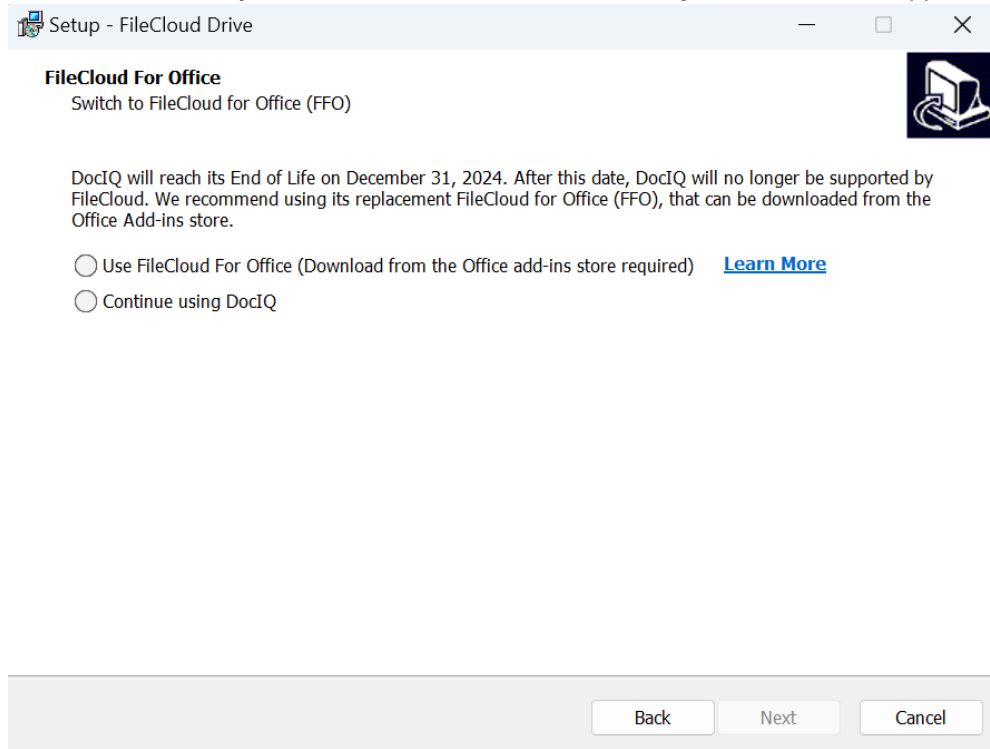 Setup - FileCloud Drive
FileCloud For Office
Switch to FileCloud for Office (FFO)
DocIQ will reach its End of Life on December 31, 2024. After this date, DocIQ will no longer be supported by
FileCloud. We recommend using its replacement FileCloud for Office (FFO), that can be downloaded from the
Office Add-ins store.
Use FileCloud For Office (Download from the Office add-ins store required) Learn More
Continue using DocIQ
Back Next Cancel